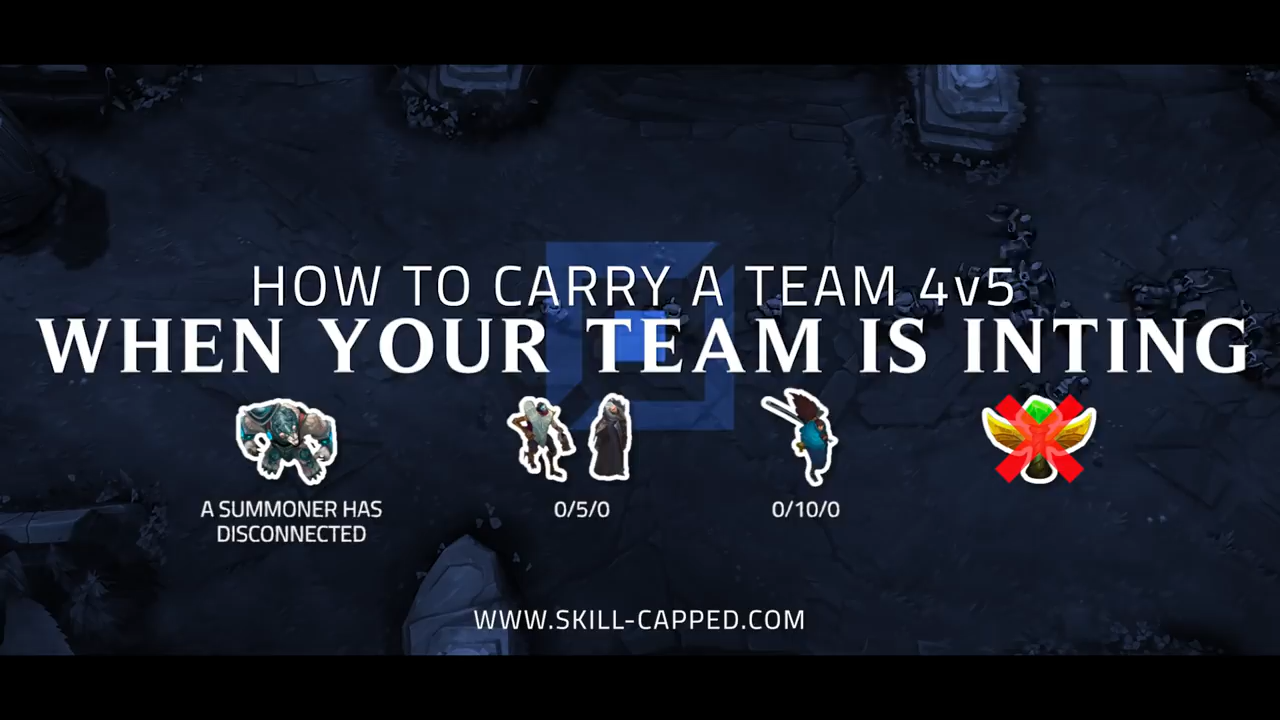 HOW TO CARRY A TEAM 4v5
WHEN YOUR TEAM IS INTING
A SUMMONER HAS
DISCONNECTED
0/5/0
0/10/0
WWW.SKILL-CAPPED.COM